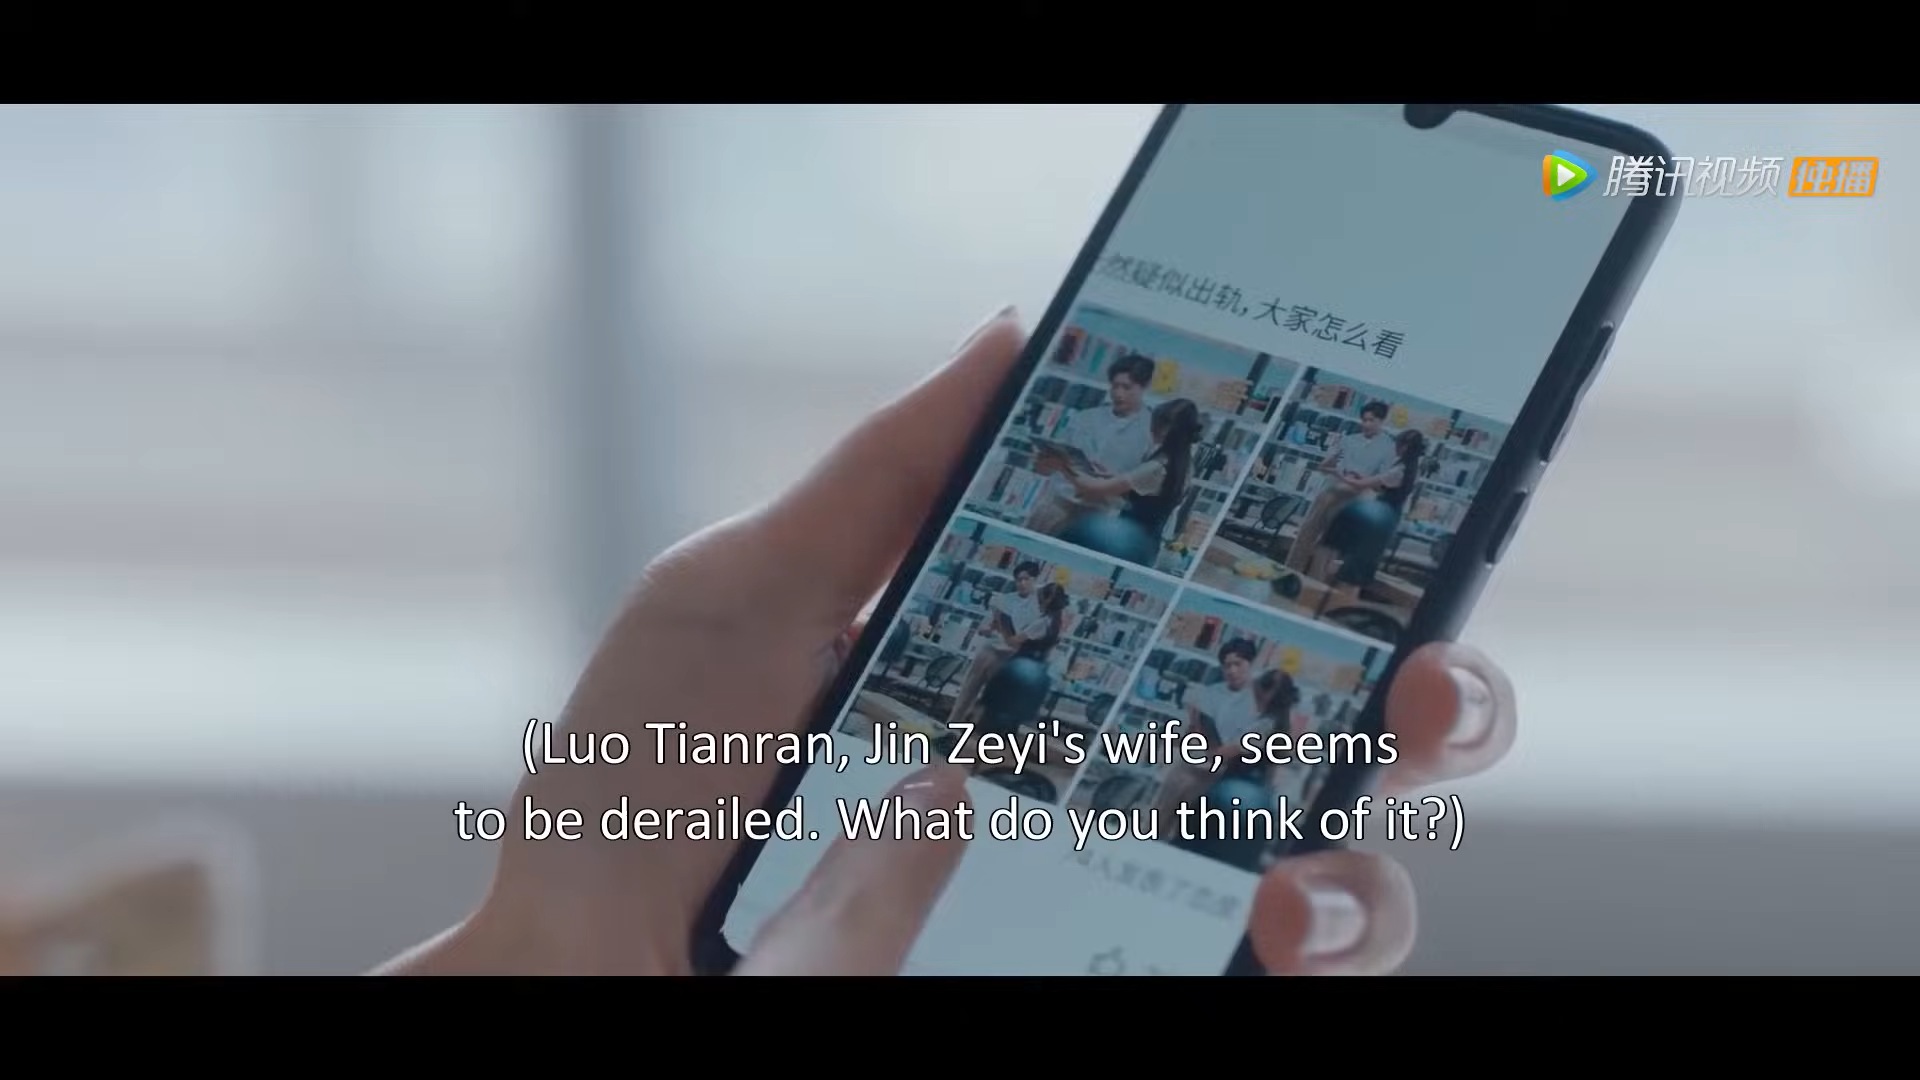 腾讯视频 独播
然疑似出轨，大家怎么看
(Luo Tianran, Jin Zeyi's wife, seems
to be derailed. What do you think of it?)